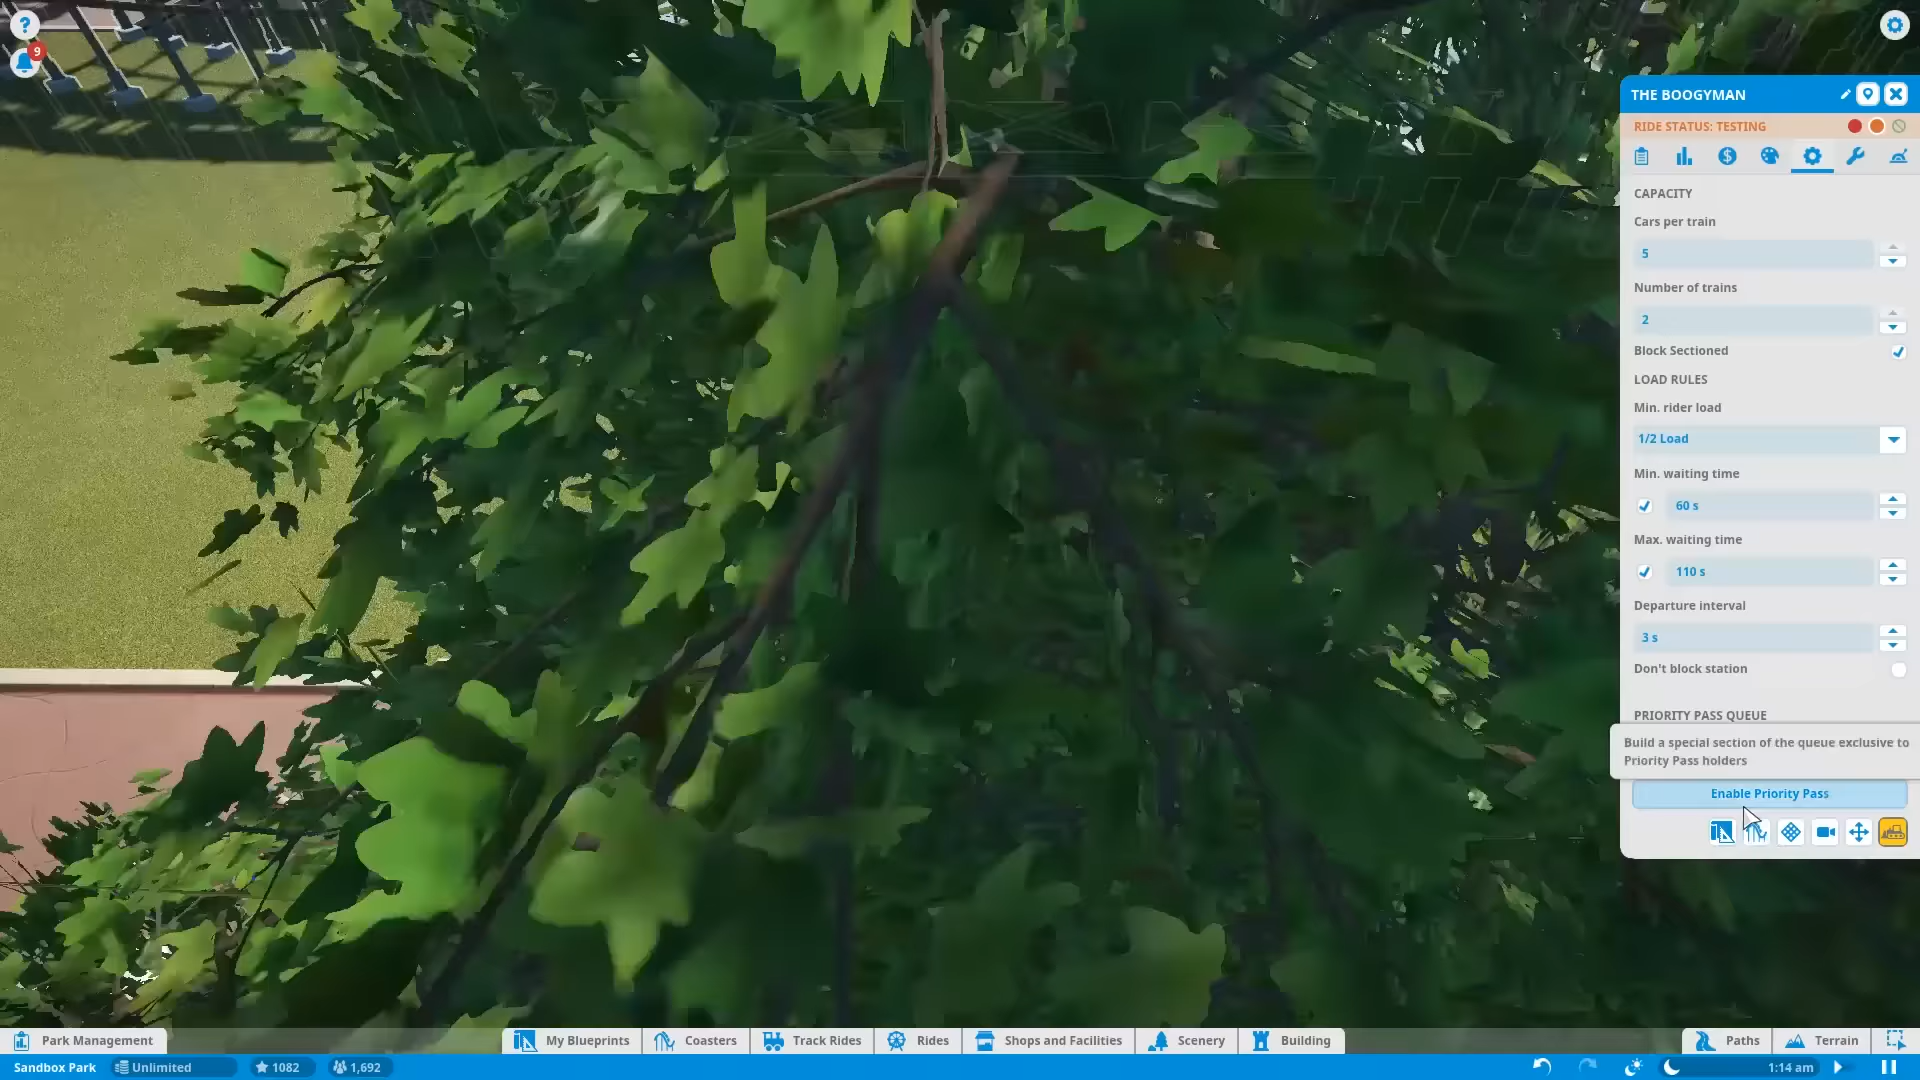 ?
9
THE BOOGYMAN
RIDE STATUS: TESTING
CAPACITY
Cars per train
5
Number of trains
2
Block Sectioned
LOAD RULES
Min. rider load
1/2 Load
Min. waiting time
60 s
Max. waiting time
110 s
Departure interval
3 s
Don't block station
PRIORITY PASS QUEUE
Build a special section of the queue exclusive to
Priority Pass holders
Enable Priority Pass
Park Management
My Blueprints
Coasters
Track Rides
Rides
Shops and Facilities
Scenery
Building
Paths
Terrain
Sandbox Park
Unlimited
1082
1,692
1:14 am